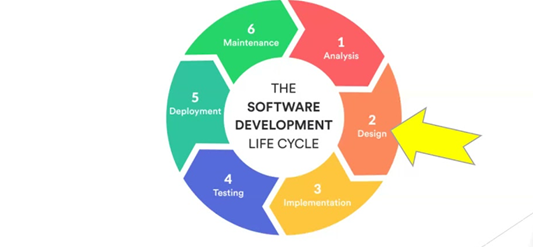 THE
SOFTWARE
DEVELOPMENT
LIFE CYCLE
1
Analysis
2
Design
3
Implementation
4
Testing
5
Deployment
6
Maintenance